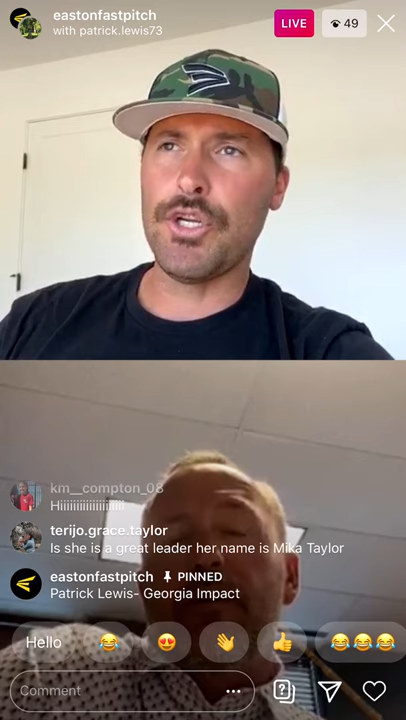 eastonfastpitch
with patrick.lewis73
LIVE
49
km__compton_08
Hiiiiiiiiiiiiiiiiiiiii
terijo.grace.taylor
Is she is a great leader her name is Mika Taylor
eastonfastpitch PINNED
Patrick Lewis- Georgia Impact
Hello
Comment